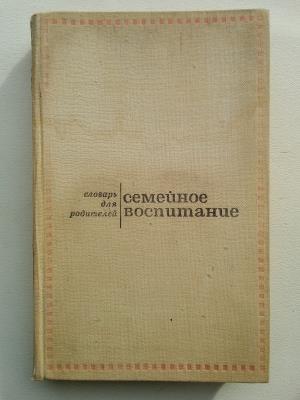 словарь
для
родителей
семейное
воспитание